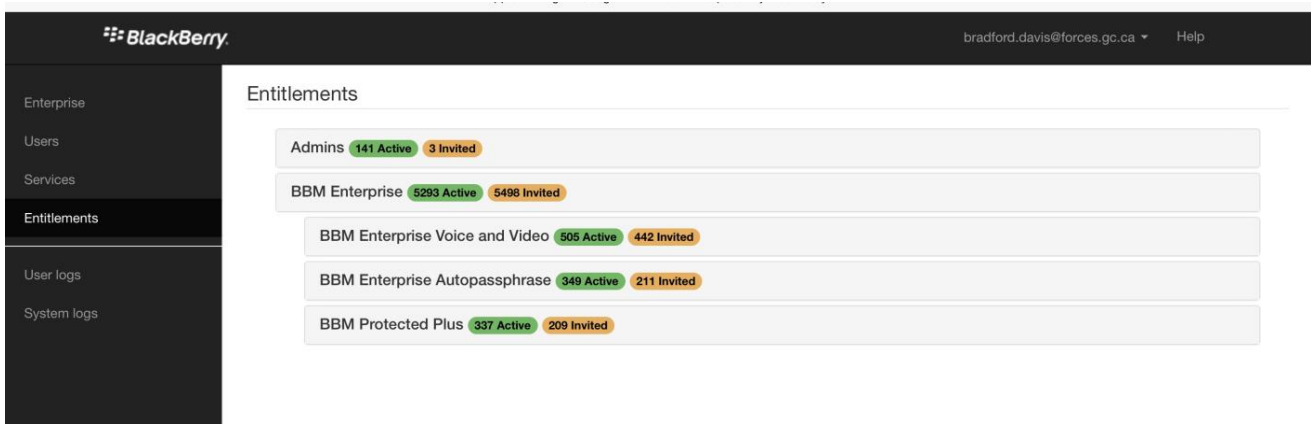 BlackBerry.
bradford.davis@forces.gc.ca Help
Enterprise
Users
Services
Entitlements
User logs
System logs
Entitlements
Admins 141 Active 3 Invited
BBM Enterprise 5293 Active 5498 Invited
BBM Enterprise Voice and Video 505 Active 442 Invited
BBM Enterprise Autopassphrase 349 Active 211 Invited
BBM Protected Plus 337 Active 209 Invited